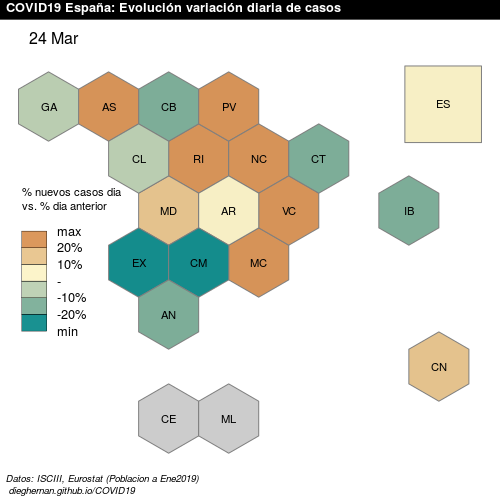 COVID19 España: Evolución variación diaria de casos
24 Mar
GA AS CB PV ES
CL RI NC CT
% nuevos casos dia
vs. % dia anterior
MD AR VC IB
max
20%
10%
-
-10%
-20%
min
EX CM MC
AN
CN
CE ML
Datos: ISCIII, Eurostat (Poblacion a Ene2019)
dieghernan.github.io/COVID19